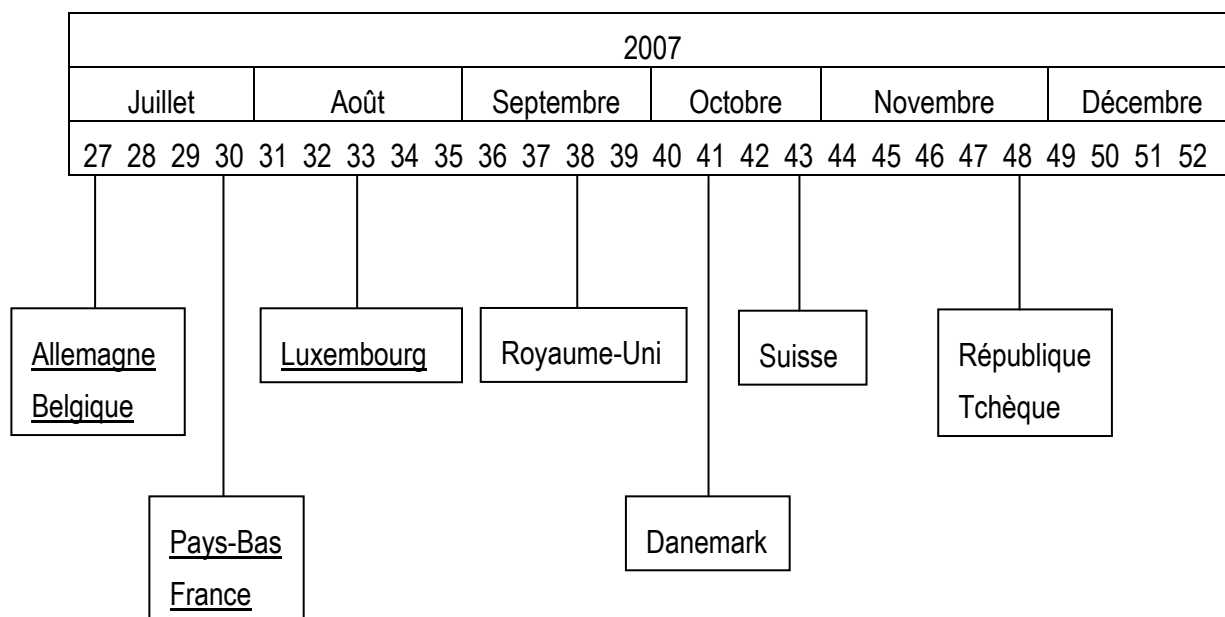 2007
Juillet Août Septembre Octobre Novembre Décembre
27 28 29 30 31 32 33 34 35 36 37 38 39 40 41 42 43 44 45 46 47 48 49 50 51 52
Allemagne
Belgique
Luxembourg
Royaume-Uni
Suisse
République
Tchèque
Pays-Bas
France
Danemark